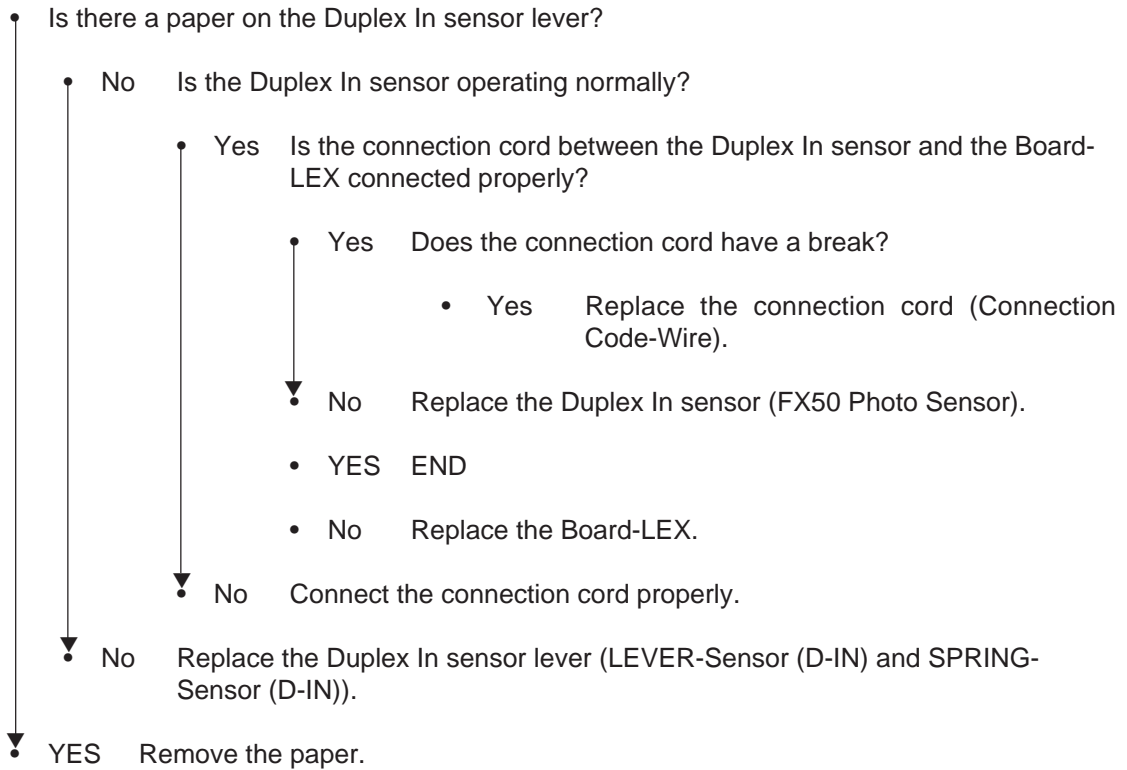 • Is there a paper on the Duplex In sensor lever?
• No Is the Duplex In sensor operating normally?
• Yes Is the connection cord between the Duplex In sensor and the Board-
LEX connected properly?
• Yes Does the connection cord have a break?
• Yes Replace the connection cord (Connection
Code-Wire).
• No Replace the Duplex In sensor (FX50 Photo Sensor).
• YES END
• No Replace the Board-LEX.
• No Connect the connection cord properly.
• No Replace the Duplex In sensor lever (LEVER-Sensor (D-IN) and SPRING-
Sensor (D-IN)).
• YES Remove the paper.